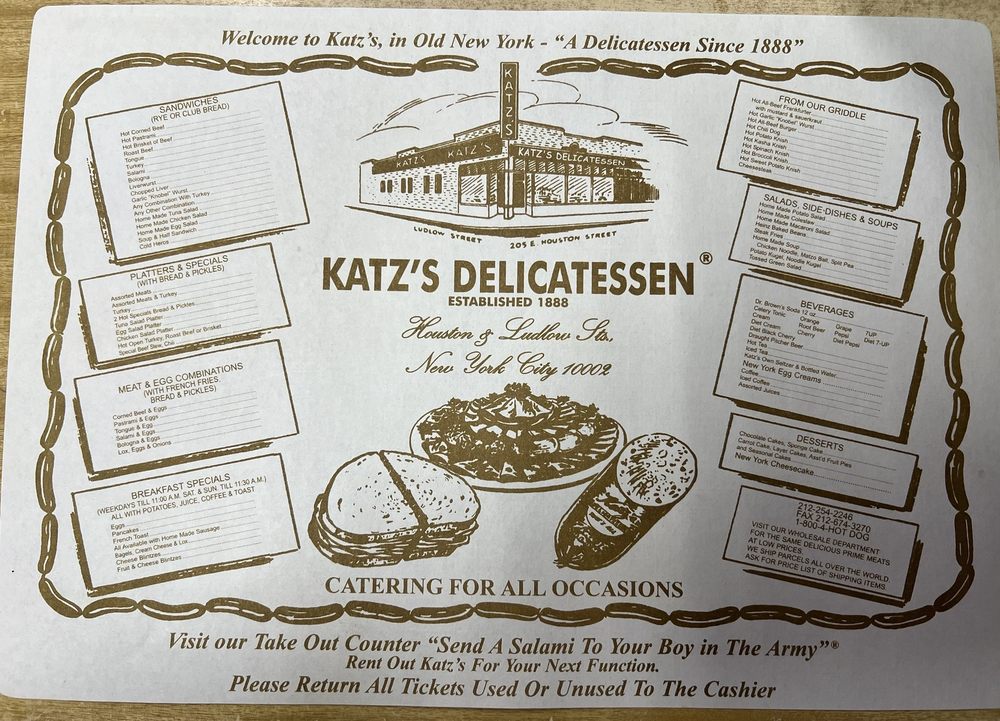 Welcome to Katz's, in Old New York - "A Delicatessen Since 1888"
SANDWICHES
(RYE OR CLUB BREAD)
Hot Corned Beef
Hot Pastrami
Hot Brisket of Beef
Roast Beef
Tongue
Turkey
Salami
Bologna
Liverwurst
Chopped Liver
Garlic "Knobel" Wurst
Any Combination With Turkey
Any Other Combination
Home Made Tuna Salad
Home Made Chicken Salad
Home Made Egg Salad
Soup & Half Sandwich
Cold Heros
PLATTERS & SPECIALS
(WITH BREAD & PICKLES)
Assorted Meats
Assorted Meats & Turkey
Turkey
2 Hot Specials Bread & Pickles
Tuna Salad Platter
Egg Salad Platter
Chicken Salad Platter
Hot Open Turkey, Roast Beef or Brisket
Special Beef Stew, Chili
MEAT & EGG COMBINATIONS
(WITH FRENCH FRIES,
BREAD & PICKLES)
Corned Beef & Eggs
Pastrami & Eggs
Tongue & Egg
Salami & Eggs
Bologna & Eggs
Lox, Eggs & Onions
BREAKFAST SPECIALS
(WEEKDAYS TILL 11:00 A.M. SAT. & SUN. TILL 11:30 A.M.)
ALL WITH POTATOES, JUICE, COFFEE & TOAST
Eggs
Pancakes
French Toast
All Available with Home Made Sausage
Bagels, Cream Cheese & Lox
Cheese Blintzes
Fruit & Cheese Blintzes
KATZ'S
KATZ'S
KATZ'S
KATZ'S DELICATESSEN
LUDLOW STREET
205 E. HOUSTON STREET
KATZ'S DELICATESSEN®
ESTABLISHED 1888
Houston & Ludlow Sts.,
New York City 10002
CATERING FOR ALL OCCASIONS
FROM OUR GRIDDLE
Hot All-Beef Frankfurter
with mustard & sauerkraut
Hot Garlic "Knobel" Wurst
Hot All-Beef Burger
Hot Chili Dog
Hot Potato Knish
Hot Kasha Knish
Hot Spinach Knish
Hot Broccoli Knish
Hot Sweet Potato Knish
Cheesesteak
SALADS, SIDE-DISHES & SOUPS
Home Made Potato Salad
Home Made Coleslaw
Home Made Macaroni Salad
Heinz Baked Beans
Steak Fries
Home Made Soup
Chicken Noodle, Matzo Ball, Split Pea
Potato Kugel, Noodle Kugel
Tossed Green Salad
BEVERAGES
Dr. Brown's Soda 12 oz.
Celery Tonic Orange Grape 7UP
Cream Root Beer Pepsi Diet 7-UP
Diet Cream Cherry Diet Pepsi
Diet Black Cherry
Draught Pitcher Beer
Hot Tea
Iced Tea
Katz's Own Seltzer & Bottled Water
New York Egg Creams
Coffee
Iced Coffee
Assorted Juices
DESSERTS
Chocolate Cakes, Sponge Cake
Carrot Cake, Layer Cakes, Asst'd Fruit Pies
and Seasonal Cakes
New York Cheesecake
212-254-2246
FAX 212-674-3270
1-800-4-HOT DOG
VISIT OUR WHOLESALE DEPARTMENT
FOR THE SAME DELICIOUS PRIME MEATS
AT LOW PRICES.
WE SHIP PARCELS ALL OVER THE WORLD.
ASK FOR PRICE LIST OF SHIPPING ITEMS.
Visit our Take Out Counter "Send A Salami To Your Boy in The Army"®
Rent Out Katz's For Your Next Function.
Please Return All Tickets Used Or Unused To The Cashier